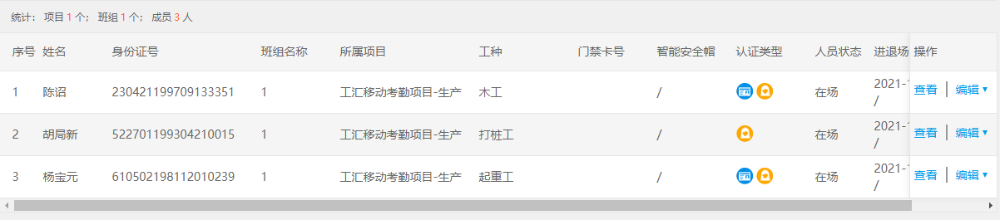 统计： 项目 1 个； 班组 1 个； 成员 3 人
序号 姓名 身份证号 班组名称 所属项目 工种 门禁卡号 智能安全帽 认证类型 人员状态 进退场 操作
1 陈诏 230421199709133351 1 工汇移动考勤项目-生产 木工 / 在场 2021-1 / 查看 | 编辑
2 胡局新 522701199304210015 1 工汇移动考勤项目-生产 打桩工 / 在场 2021-1 / 查看 | 编辑
3 杨宝元 610502198112010239 1 工汇移动考勤项目-生产 起重工 / 在场 2021-1 / 查看 | 编辑